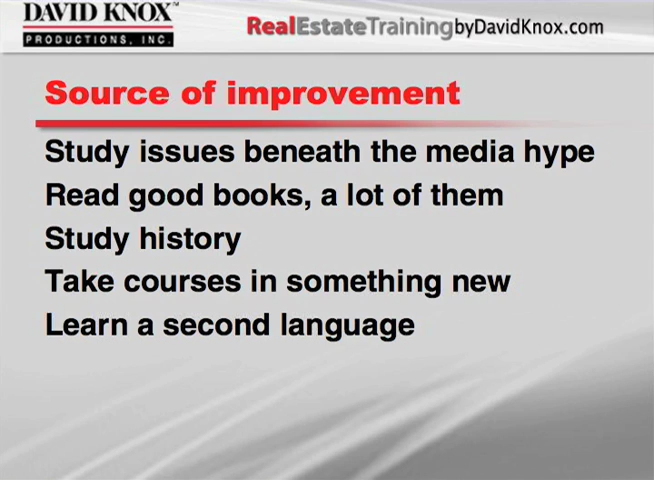 DAVID KNOX™
PRODUCTIONS, INC.
RealEstateTrainingbyDavidKnox.com
Source of improvement
Study issues beneath the media hype
Read good books, a lot of them
Study history
Take courses in something new
Learn a second language